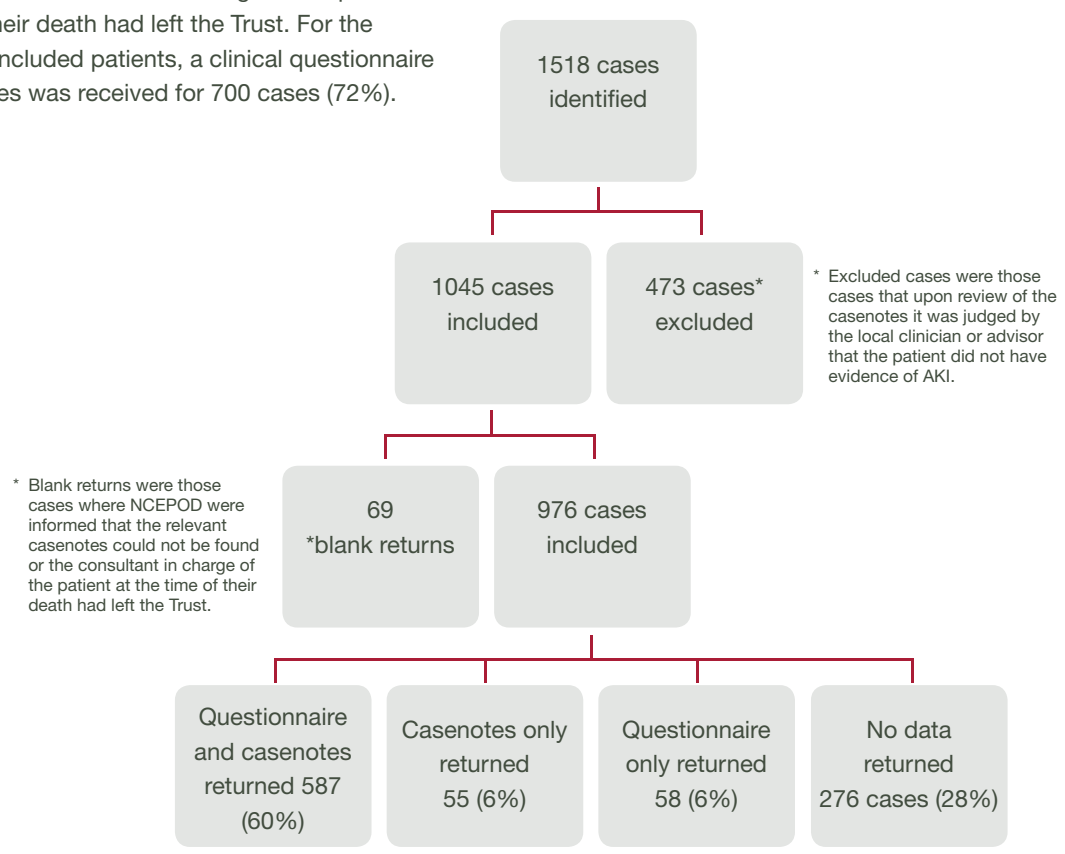 their death had left the Trust. For the
included patients, a clinical questionnaire
was received for 700 cases (72%).
1518 cases
identified
1045 cases
included
473 cases*
excluded
* Excluded cases were those
cases that upon review of the
casenotes it was judged by
the local clinician or advisor
that the patient did not have
evidence of AKI.
* Blank returns were those
cases where NCEPOD were
informed that the relevant
casenotes could not be found
or the consultant in charge of
the patient at the time of their
death had left the Trust.
69
*blank returns
976 cases
included
Questionnaire
and casenotes
returned 587
(60%)
Casenotes only
returned
55 (6%)
Questionnaire
only returned
58 (6%)
No data
returned
276 cases (28%)